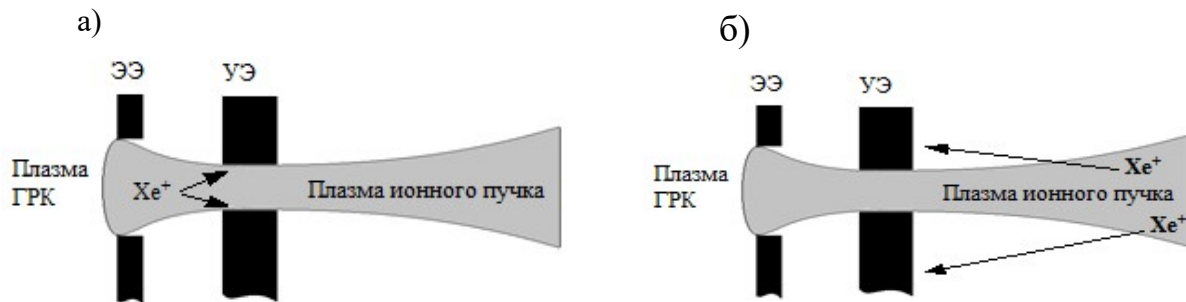 а)
ЭЭ УЭ
Плазма
ГРК
Xe⁺
Плазма ионного пучка
б)
ЭЭ УЭ
Плазма
ГРК
Xe⁺
Плазма ионного пучка
Xe⁺